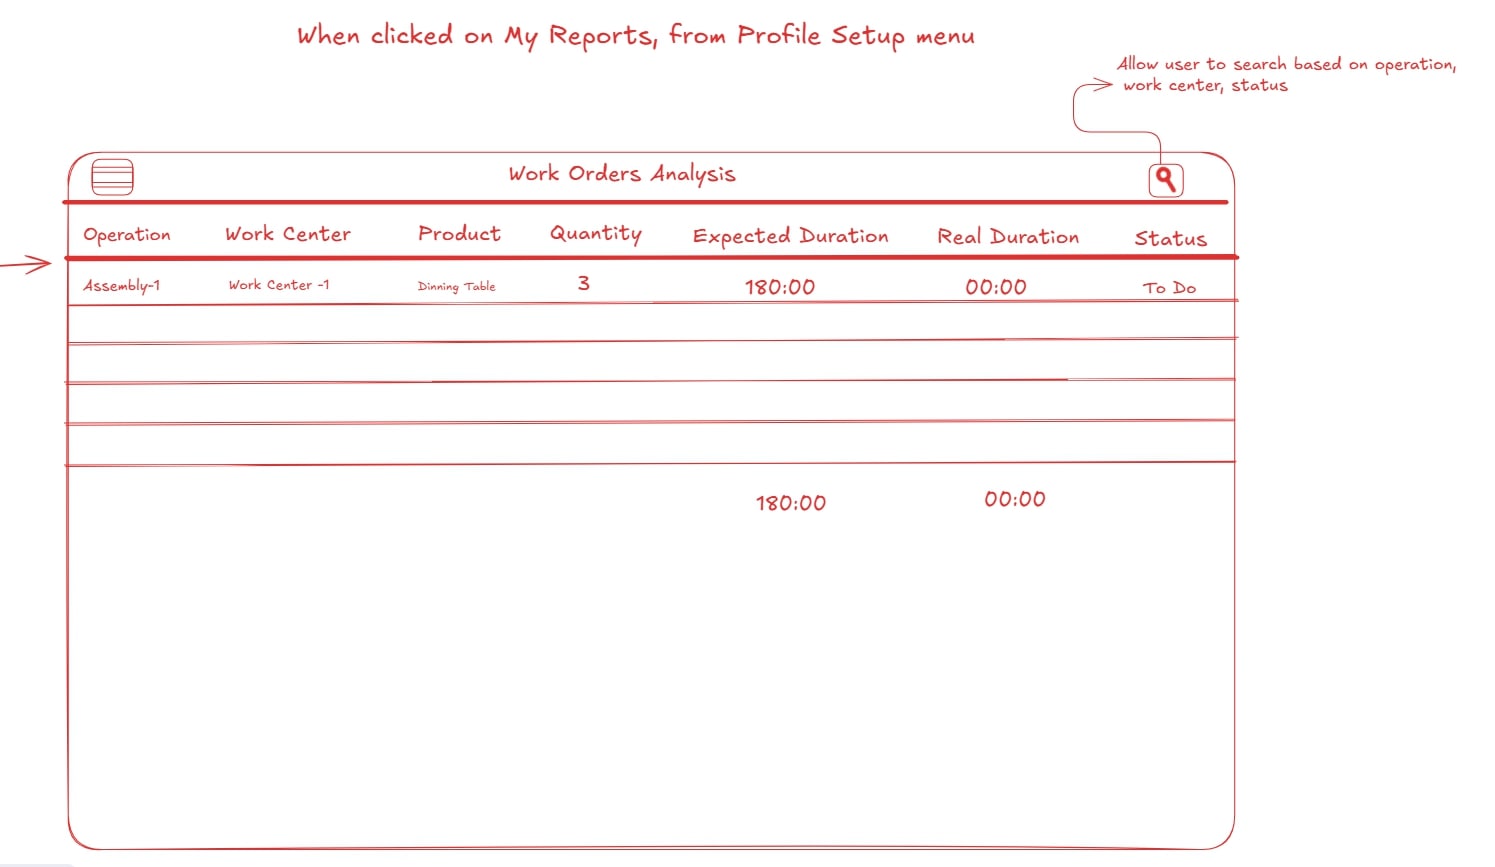 When clicked on My Reports, from Profile Setup menu
Allow user to search based on operation,
work center, status
Work Orders Analysis
Operation Work Center Product Quantity Expected Duration Real Duration Status
Assembly-1 Work Center -1 Dinning Table 3 180:00 00:00 To Do
180:00 00:00